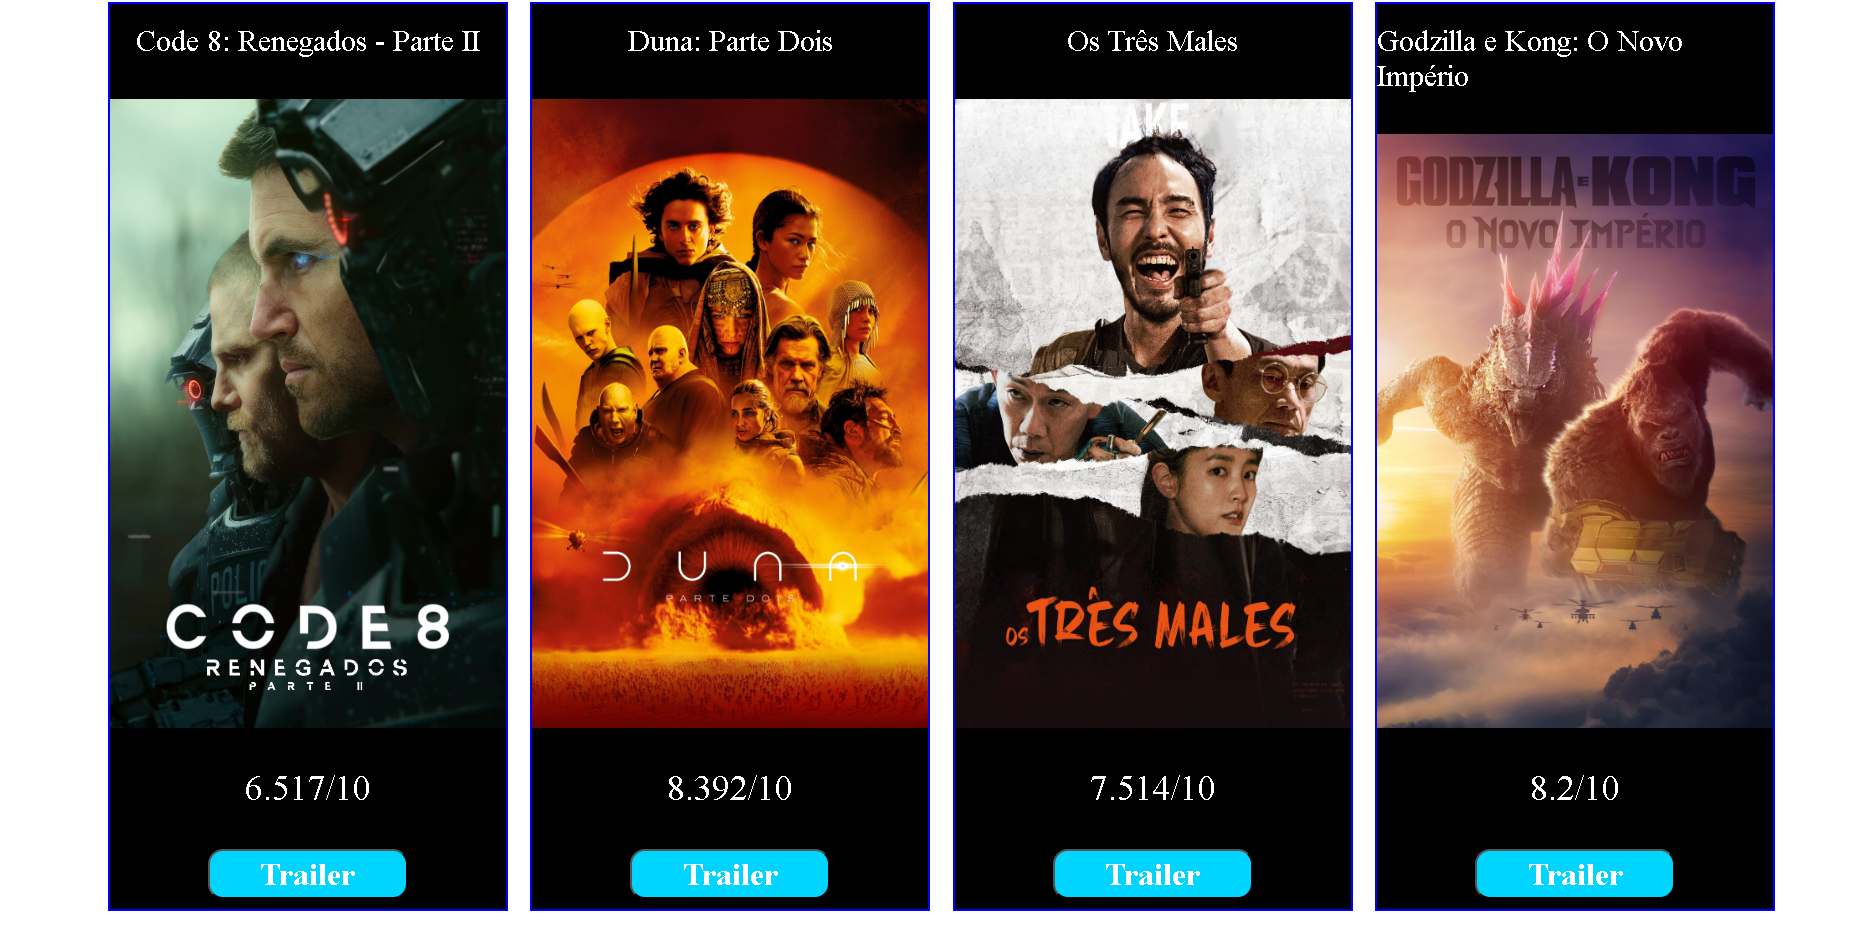 Code 8: Renegados - Parte II
CODE 8
RENEGADOS
PARTE II
6.517/10
Trailer
Duna: Parte Dois
DUNA
PARTE DOIS
8.392/10
Trailer
Os Três Males
TAKE
OS TRÊS MALES
7.514/10
Trailer
Godzilla e Kong: O Novo
Império
GODZILLA E KONG
O NOVO IMPÉRIO
8.2/10
Trailer